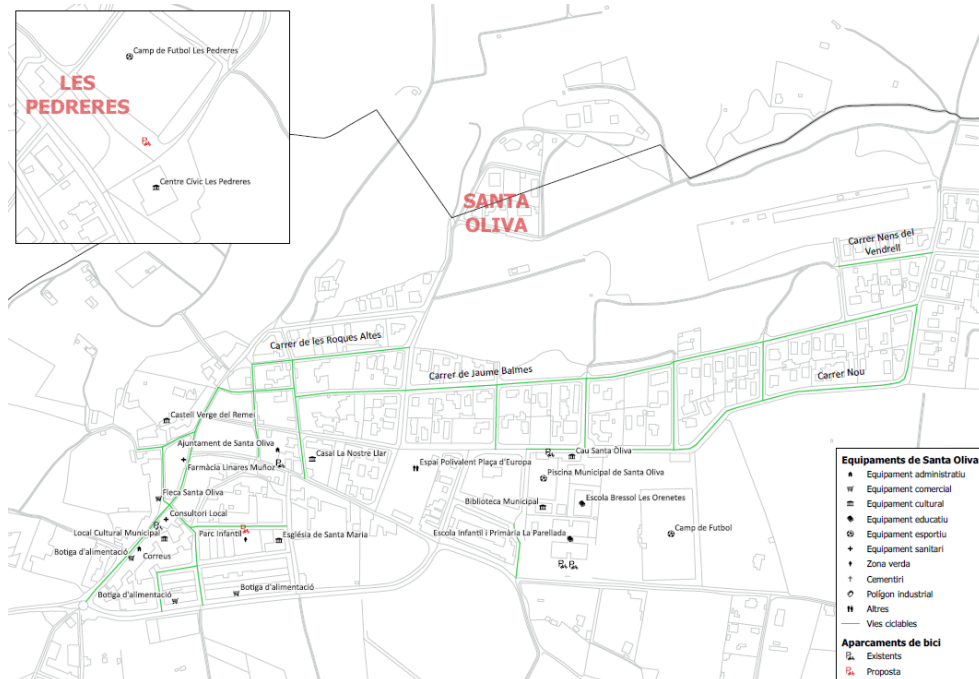 Camp de Futbol Les Pedreres
LES
PEDRERES
Centre Cívic Les Pedreres
SANTA
OLIVA
Carrer Nens del
Vendrell
Carrer de les Roques Altes
Carrer de Jaume Balmes
Carrer Nou
Castell Verge del Remei
Ajuntament de Santa Oliva
Farmàcia Linares Muñoz
Casal La Nostre Llar
Espai Polivalent Plaça d'Europa
Cau Santa Oliva
Piscina Municipal de Santa Oliva
Fleca Santa Oliva
Biblioteca Municipal
Escola Bressol Les Orenetes
Consultori Local
Local Cultural Municipal
Parc Infantil
Església de Santa Maria
Escola Infantil i Primària La Parellada
Camp de Futbol
Botiga d'alimentació
Correus
Botiga d'alimentació
Botiga d'alimentació
Equipaments de Santa Oliva
Equipament administratiu
Equipament comercial
Equipament cultural
Equipament educatiu
Equipament esportiu
Equipament sanitari
Zona verda
Cementiri
Polígon industrial
Altres
Vies ciclables
Aparcaments de bici
Existents
Proposta